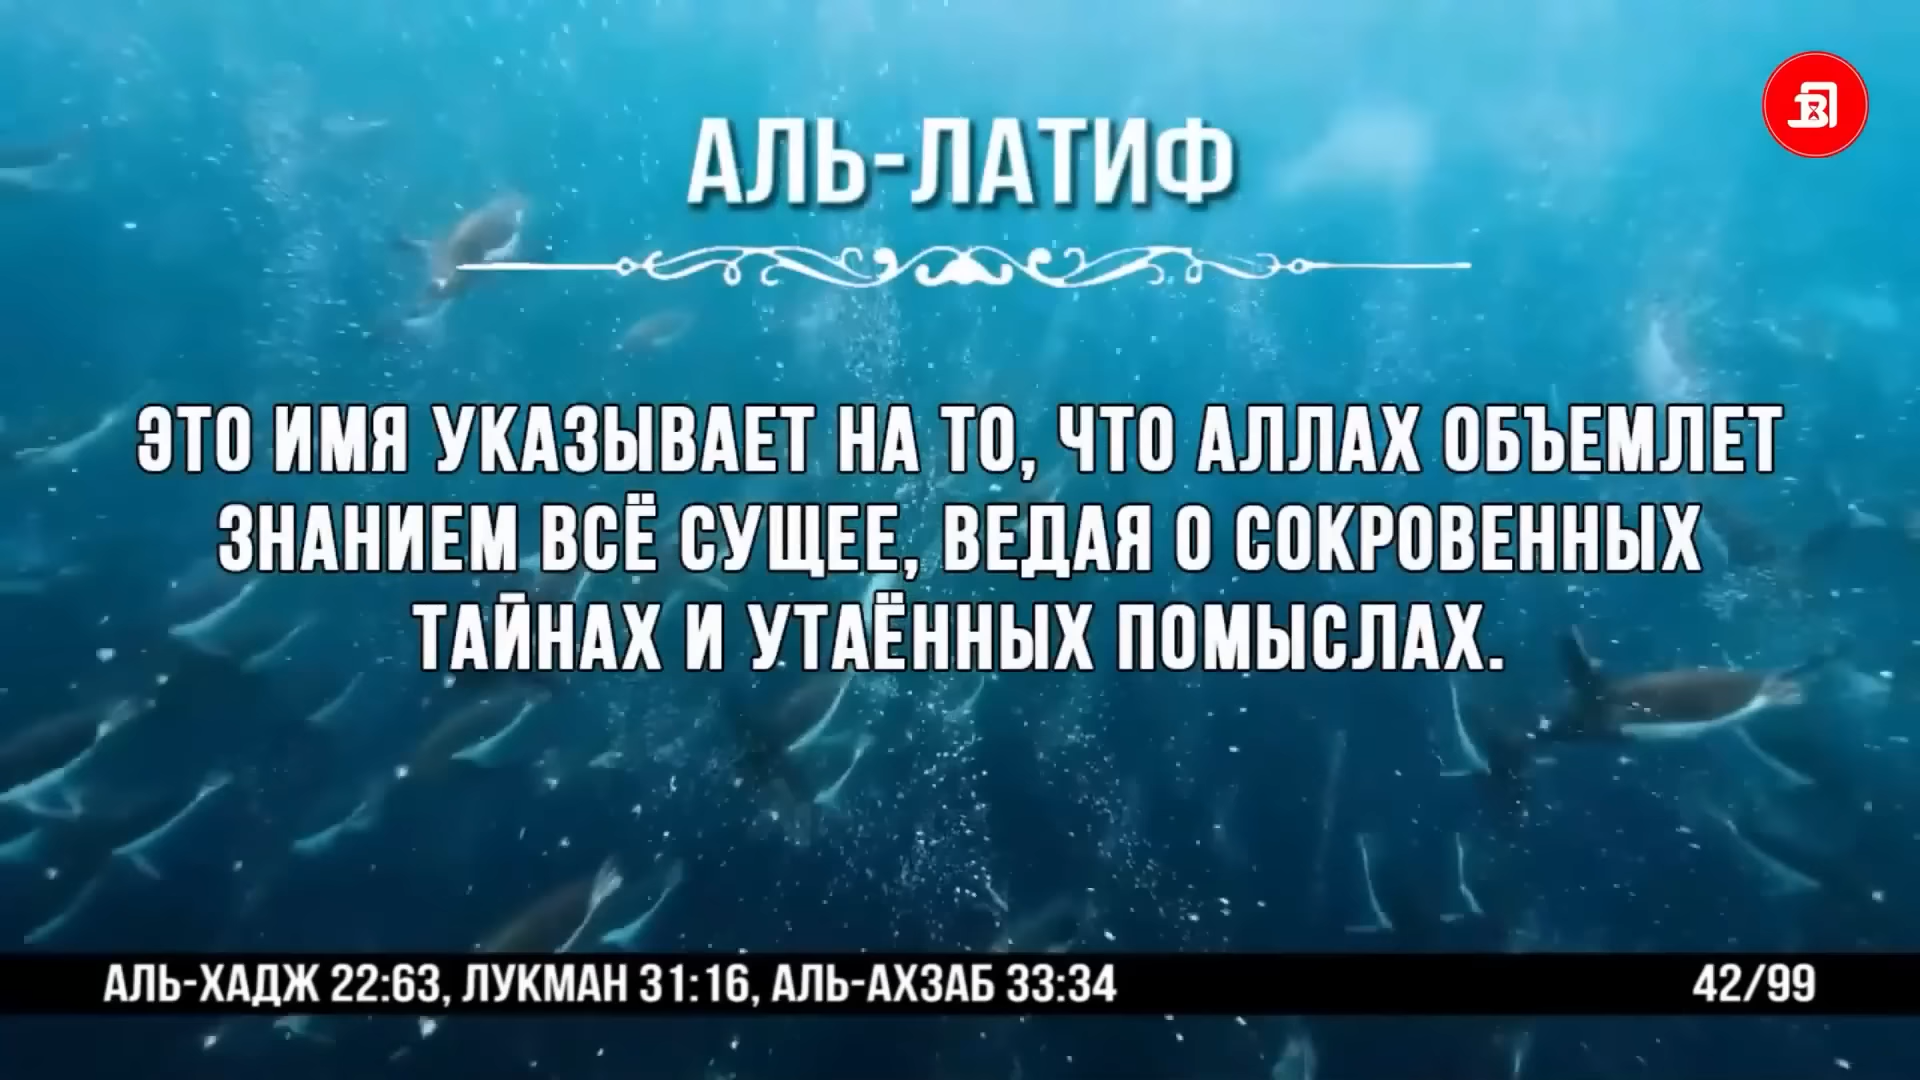 АЛЬ-ЛАТИФ
ЭТО ИМЯ УКАЗЫВАЕТ НА ТО, ЧТО АЛЛАХ ОБЪЕМЛЕТ
ЗНАНИЕМ ВСЁ СУЩЕЕ, ВЕДАЯ О СОКРОВЕННЫХ
ТАЙНАХ И УТАЁННЫХ ПОМЫСЛАХ.
АЛЬ-ХАДЖ 22:63, ЛУКМАН 31:16, АЛЬ-АХЗАБ 33:34
42/99